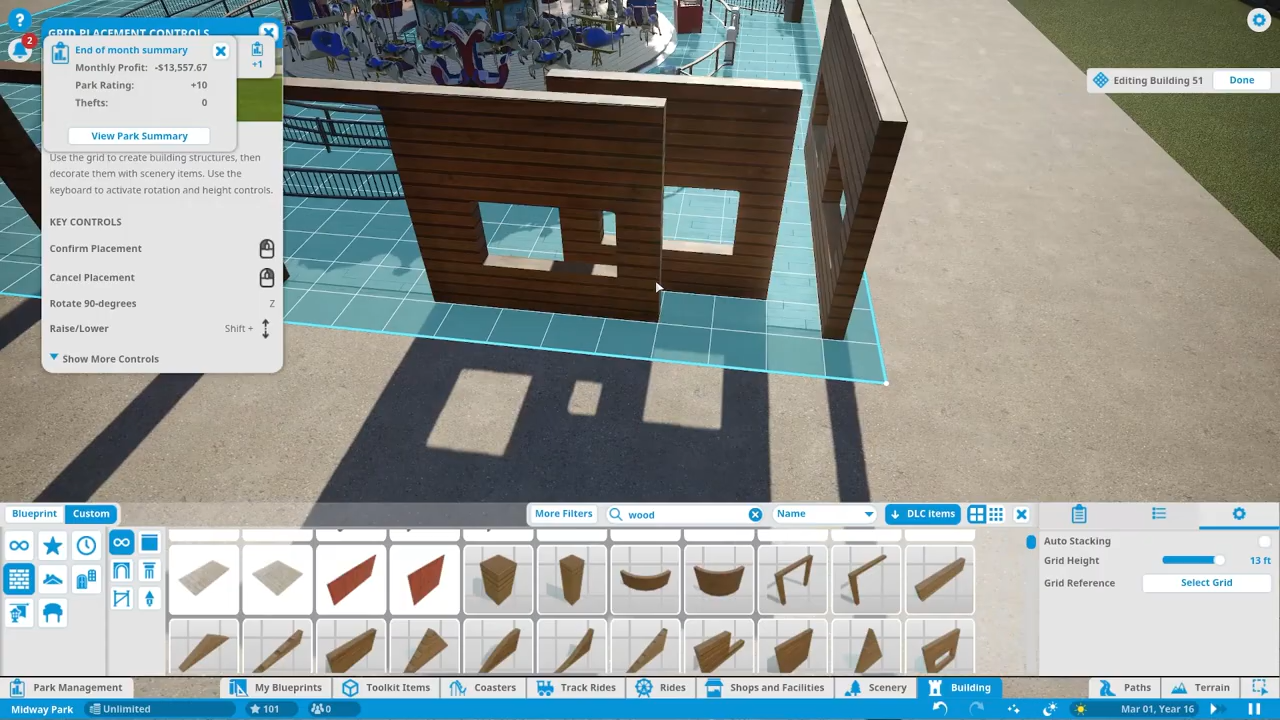 ?
2
GRID PLACEMENT CONTROLS
End of month summary
Monthly Profit: -$13,557.67
Park Rating: +10
Thefts: 0
View Park Summary
+1
Use the grid to create building structures, then
decorate them with scenery items. Use the
keyboard to activate rotation and height controls.
KEY CONTROLS
Confirm Placement
Cancel Placement
Rotate 90-degrees Z
Raise/Lower Shift +
Show More Controls
Editing Building 51 Done
Blueprint Custom More Filters wood Name DLC items
Auto Stacking
Grid Height 13 ft
Grid Reference Select Grid
Park Management My Blueprints Toolkit Items Coasters Track Rides Rides Shops and Facilities Scenery Building Paths Terrain
Midway Park Unlimited 101 0 Mar 01, Year 16